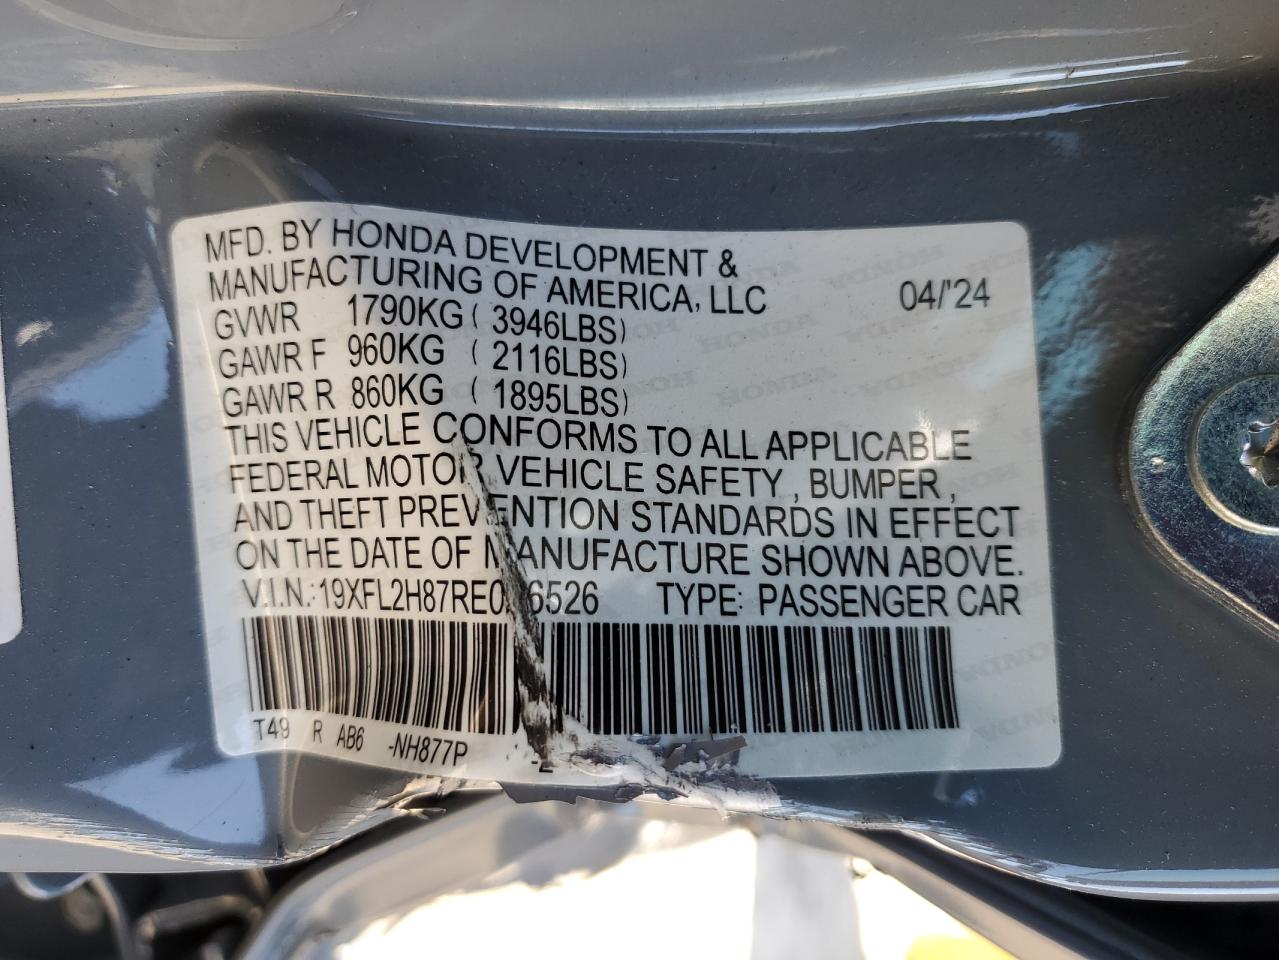 MFD. BY HONDA DEVELOPMENT &
MANUFACTURING OF AMERICA, LLC 04/'24
GVWR 1790KG ( 3946LBS)
GAWR F 960KG ( 2116LBS)
GAWR R 860KG ( 1895LBS)
THIS VEHICLE CONFORMS TO ALL APPLICABLE
FEDERAL MOTOR VEHICLE SAFETY , BUMPER ,
AND THEFT PREVENTION STANDARDS IN EFFECT
ON THE DATE OF MANUFACTURE SHOWN ABOVE.
V.I.N.: TYPE: PASSENGER CAR
T49 R AB6 -NH877P